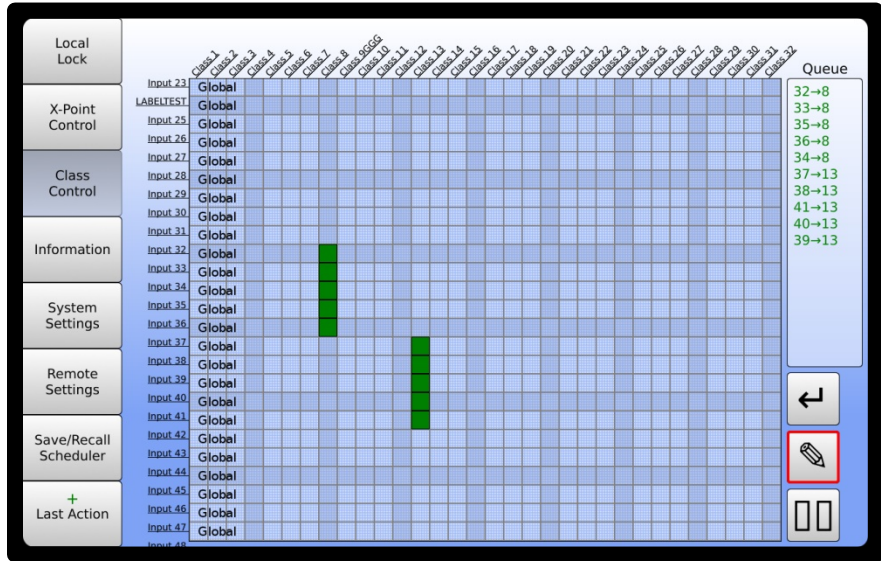 Local
Lock
X-Point
Control
Class
Control
Information
System
Settings
Remote
Settings
Save/Recall
Scheduler
+
Last Action
Class 1
Class 2
Class 3
Class 4
Class 5
Class 6
Class 7
Class 8
Class 9GGG
Class 10
Class 11
Class 12
Class 13
Class 14
Class 15
Class 16
Class 17
Class 18
Class 19
Class 20
Class 21
Class 22
Class 23
Class 24
Class 25
Class 26
Class 27
Class 28
Class 29
Class 30
Class 31
Class 32
Input 23 Global
LABELTEST Global
Input 25 Global
Input 26 Global
Input 27 Global
Input 28 Global
Input 29 Global
Input 30 Global
Input 31 Global
Input 32 Global
Input 33 Global
Input 34 Global
Input 35 Global
Input 36 Global
Input 37 Global
Input 38 Global
Input 39 Global
Input 40 Global
Input 41 Global
Input 42 Global
Input 43 Global
Input 44 Global
Input 45 Global
Input 46 Global
Input 47 Global
Input 48
Queue
32→8
33→8
35→8
36→8
34→8
37→13
38→13
41→13
40→13
39→13